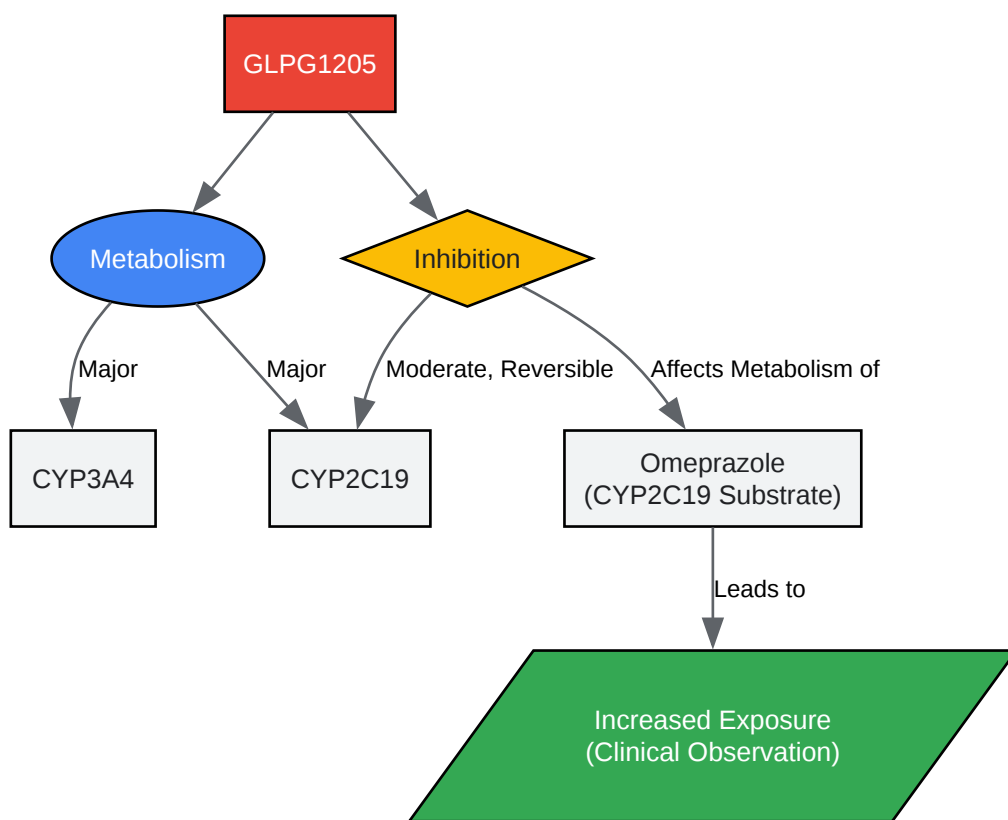 GLPG1205
Metabolism
Inhibition
Major
Major
Moderate, Reversible
Affects Metabolism of
CYP3A4
CYP2C19
Omeprazole
(CYP2C19 Substrate)
Leads to
Increased Exposure
(Clinical Observation)